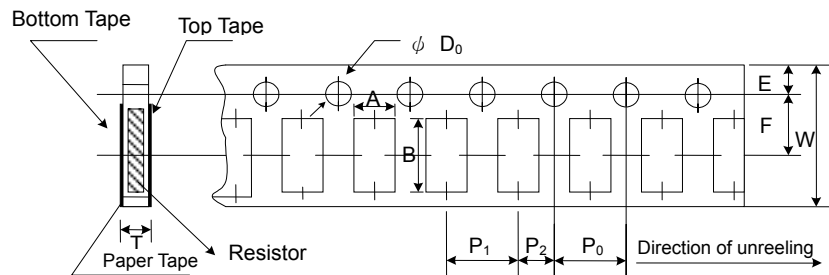 Bottom Tape
Top Tape
ψ D₀
A
B
E
F
W
T
Paper Tape
Resistor
P₁
P₂
P₀
Direction of unreeling